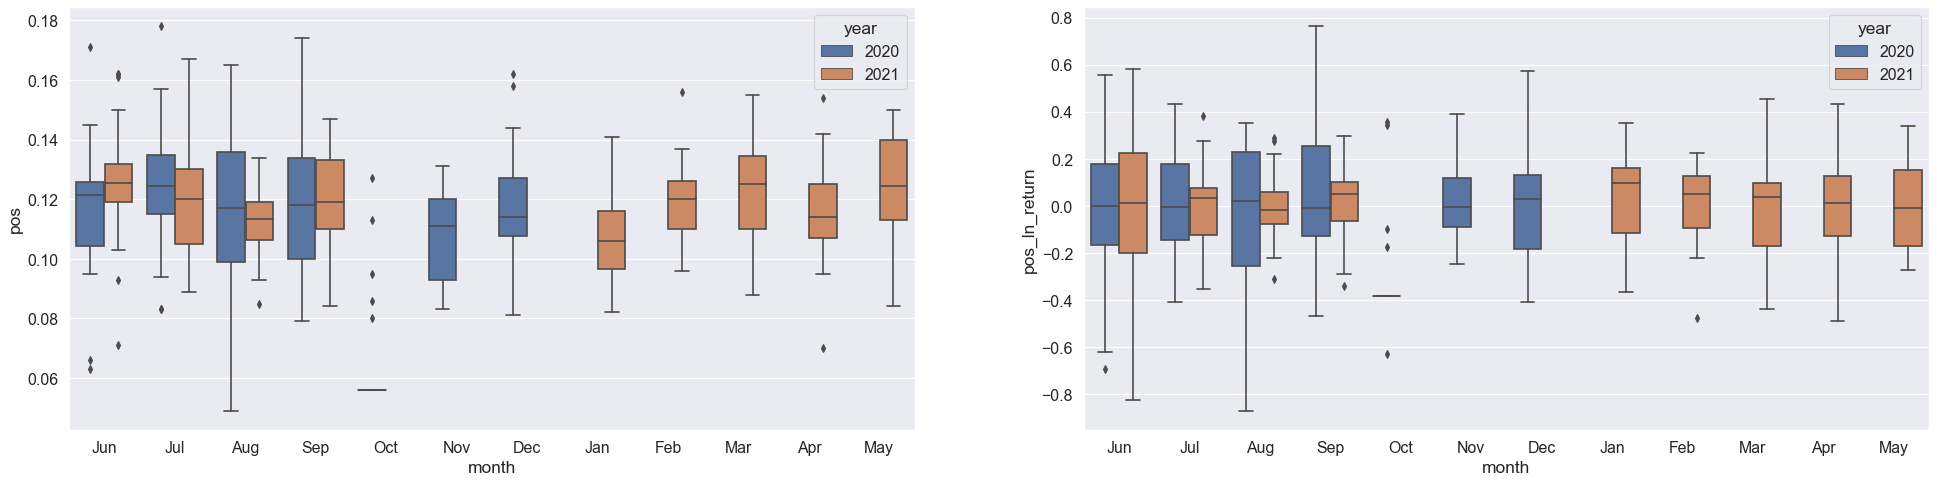 0.18
0.16
0.14
0.12
0.10
0.08
0.06
pos
Jun Jul Aug Sep Oct Nov Dec Jan Feb Mar Apr May
month
year
2020
2021
0.8
0.6
0.4
0.2
0.0
−0.2
−0.4
−0.6
−0.8
pos_ln_return
Jun Jul Aug Sep Oct Nov Dec Jan Feb Mar Apr May
month
year
2020
2021